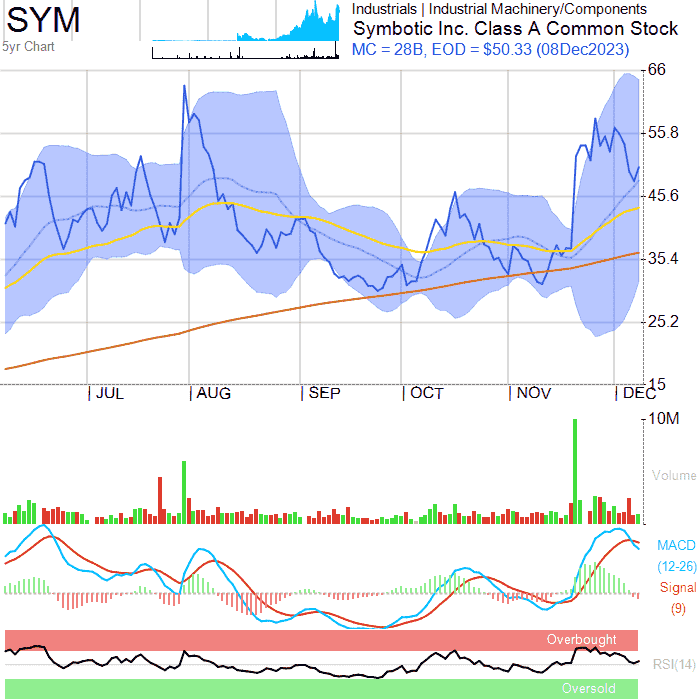 SYM
5yr Chart
Industrials | Industrial Machinery/Components
Symbotic Inc. Class A Common Stock
MC = 28B, EOD = $50.33 (08Dec2023)
66
55.8
45.6
35.4
25.2
15
JUL AUG SEP OCT NOV DEC
10M
Volume
MACD
(12-26)
Signal
(9)
Overbought
RSI(14)
Oversold